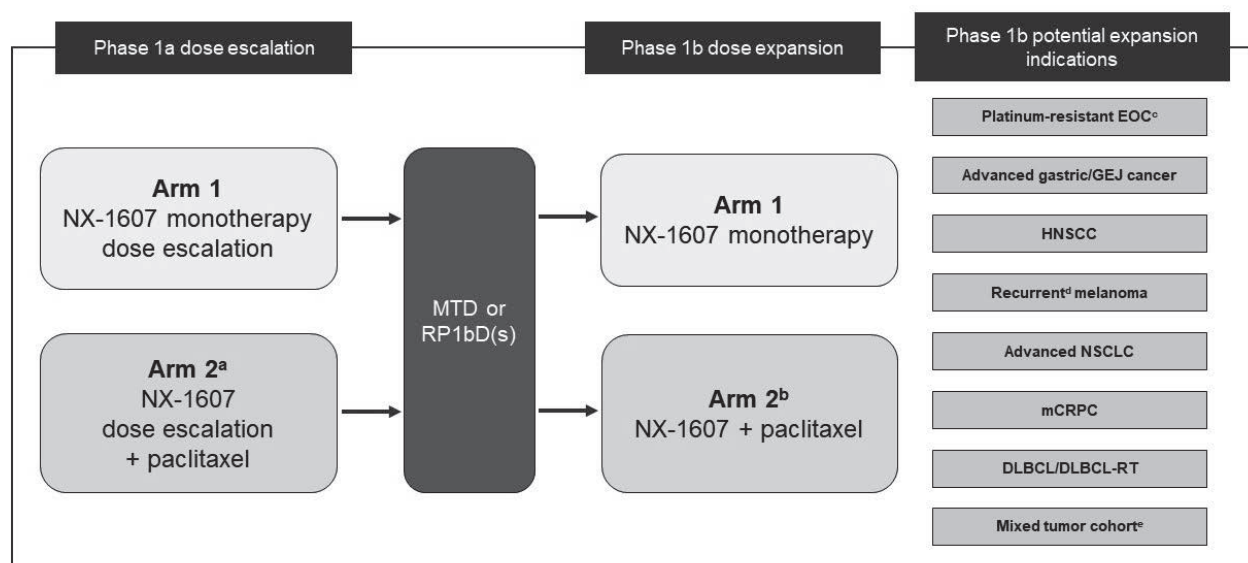 Phase 1a dose escalation
Phase 1b dose expansion
Phase 1b potential expansion
indications
Arm 1
NX-1607 monotherapy
dose escalation
Arm 2ᵃ
NX-1607
dose escalation
+ paclitaxel
MTD or
RP1bD(s)
Arm 1
NX-1607 monotherapy
Arm 2ᵇ
NX-1607 + paclitaxel
Platinum-resistant EOCᶜ
Advanced gastric/GEJ cancer
HNSCC
Recurrentᵈ melanoma
Advanced NSCLC
mCRPC
DLBCL/DLBCL-RT
Mixed tumor cohortᵉ